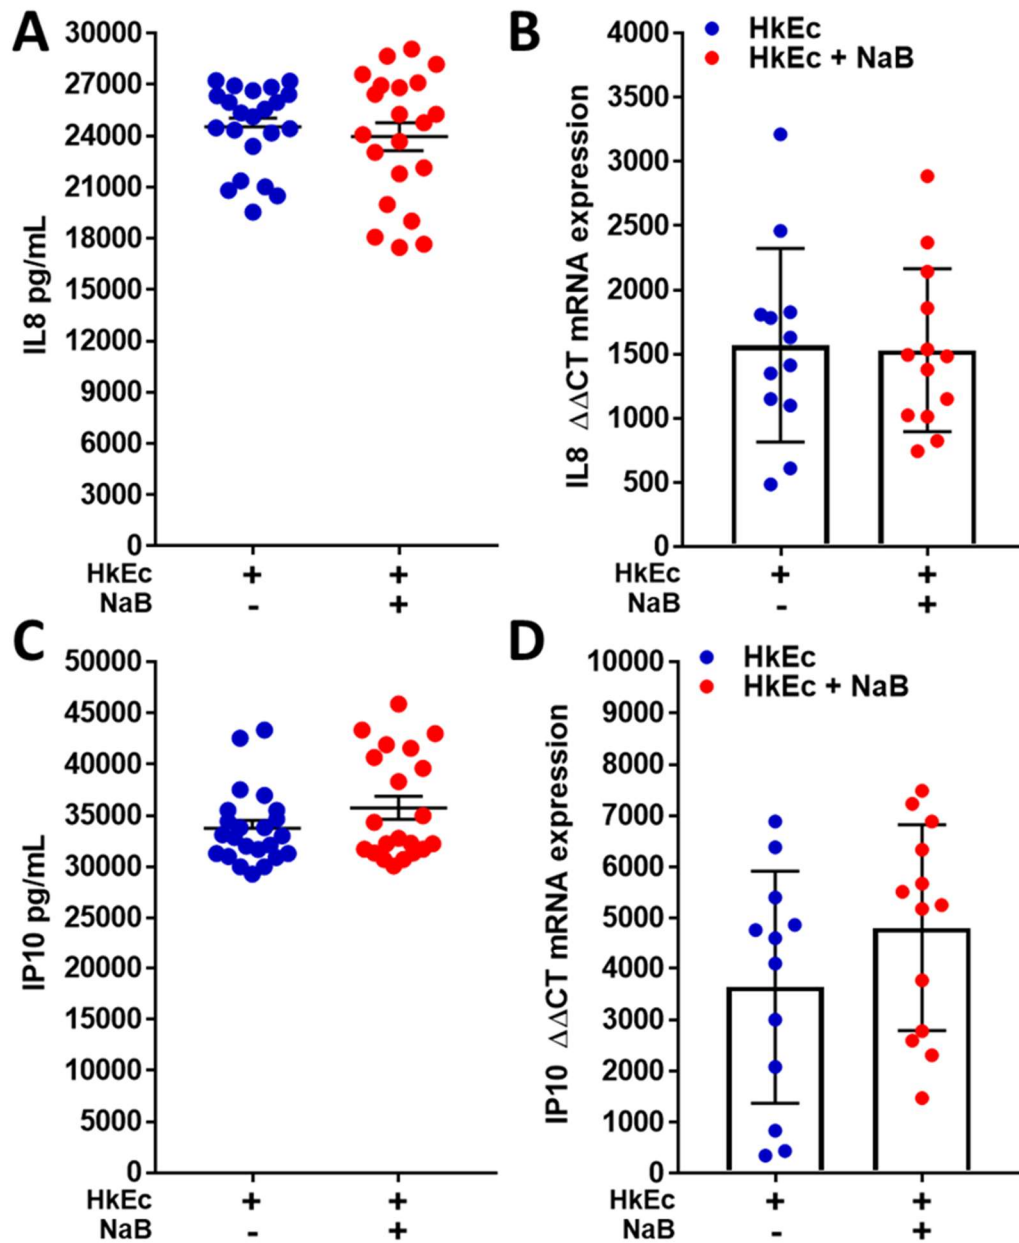 A
IL8 pg/mL
30000
27000
24000
21000
18000
15000
12000
9000
6000
3000
0
HkEc + +
NaB - +
B
HkEc
HkEc + NaB
IL8 ΔΔCT mRNA expression
4000
3500
3000
2500
2000
1500
1000
500
0
HkEc + +
NaB - +
C
IP10 pg/mL
50000
45000
40000
35000
30000
25000
20000
15000
10000
5000
0
HkEc + +
NaB - +
D
HkEc
HkEc + NaB
IP10 ΔΔCT mRNA expression
10000
9000
8000
7000
6000
5000
4000
3000
2000
1000
0
HkEc + +
NaB - +